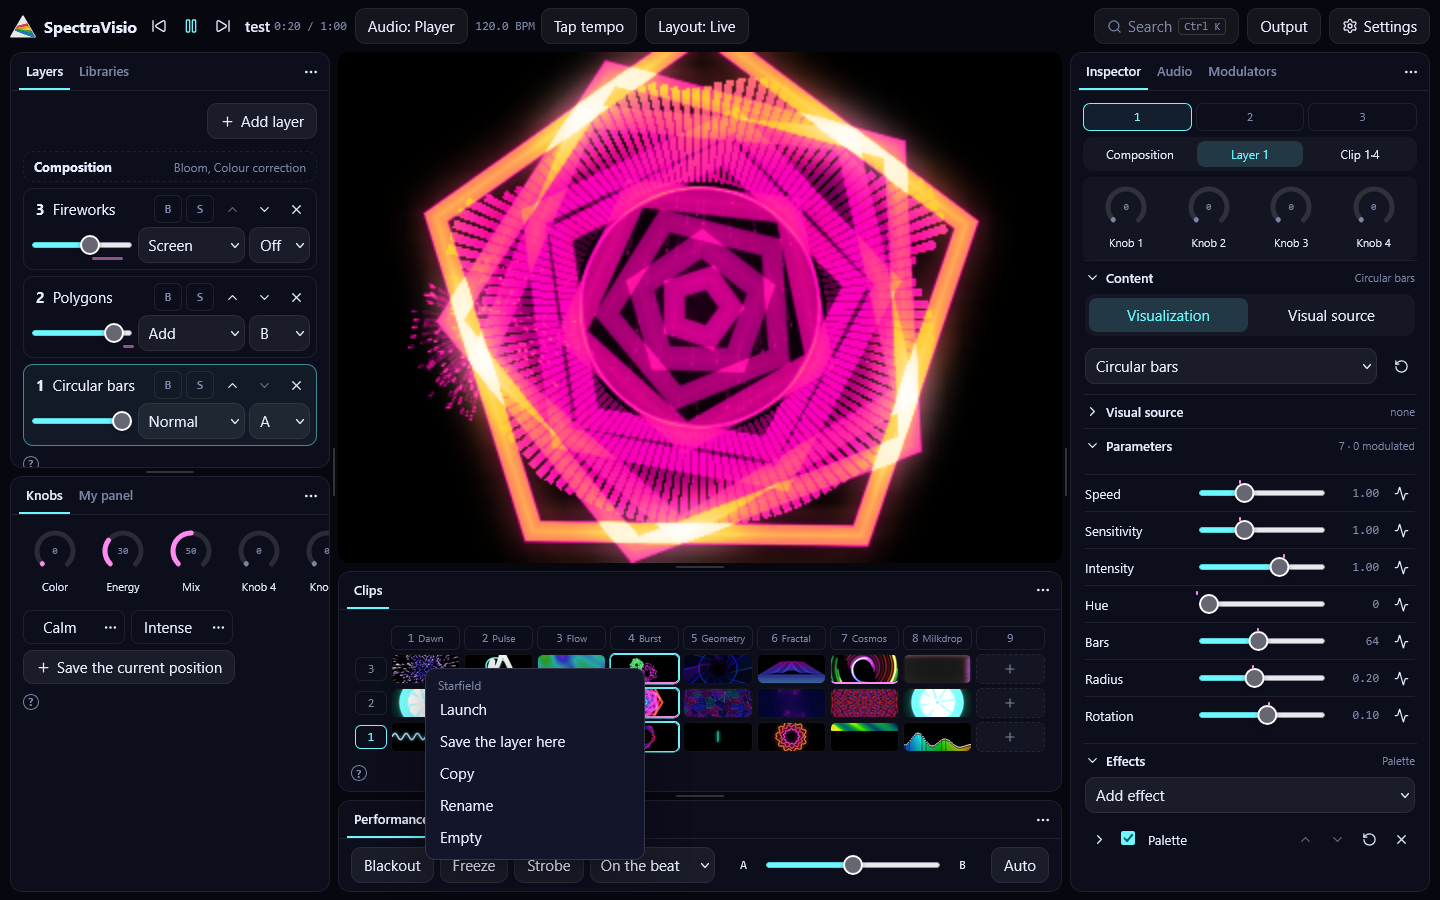 SpectraVisio
test 0:20 / 1:00
Audio: Player
120.0 BPM
Tap tempo
Layout: Live
Search Ctrl K
Output
Settings
Layers
Libraries
Add layer
Composition
Bloom, Colour correction
3 Fireworks
B
S
Screen
Off
2 Polygons
B
S
Add
B
1 Circular bars
B
S
Normal
A
?
Knobs
My panel
0
30
50
0
0
Color
Energy
Mix
Knob 4
Kno
Calm
Intense
Save the current position
?
Clips
1 Dawn
2 Pulse
3 Flow
4 Burst
5 Geometry
6 Fractal
7 Cosmos
8 Milkdrop
9
3
2
1
?
Starfield
Launch
Save the layer here
Copy
Rename
Empty
Performance
Blackout
Freeze
Strobe
On the beat
A
B
Auto
Inspector
Audio
Modulators
1
2
3
Composition
Layer 1
Clip 1-4
0
0
0
0
Knob 1
Knob 2
Knob 3
Knob 4
Content
Circular bars
Visualization
Visual source
Circular bars
Visual source
none
Parameters
7 · 0 modulated
Speed
1.00
Sensitivity
1.00
Intensity
1.00
Hue
0
Bars
64
Radius
0.20
Rotation
0.10
Effects
Palette
Add effect
Palette